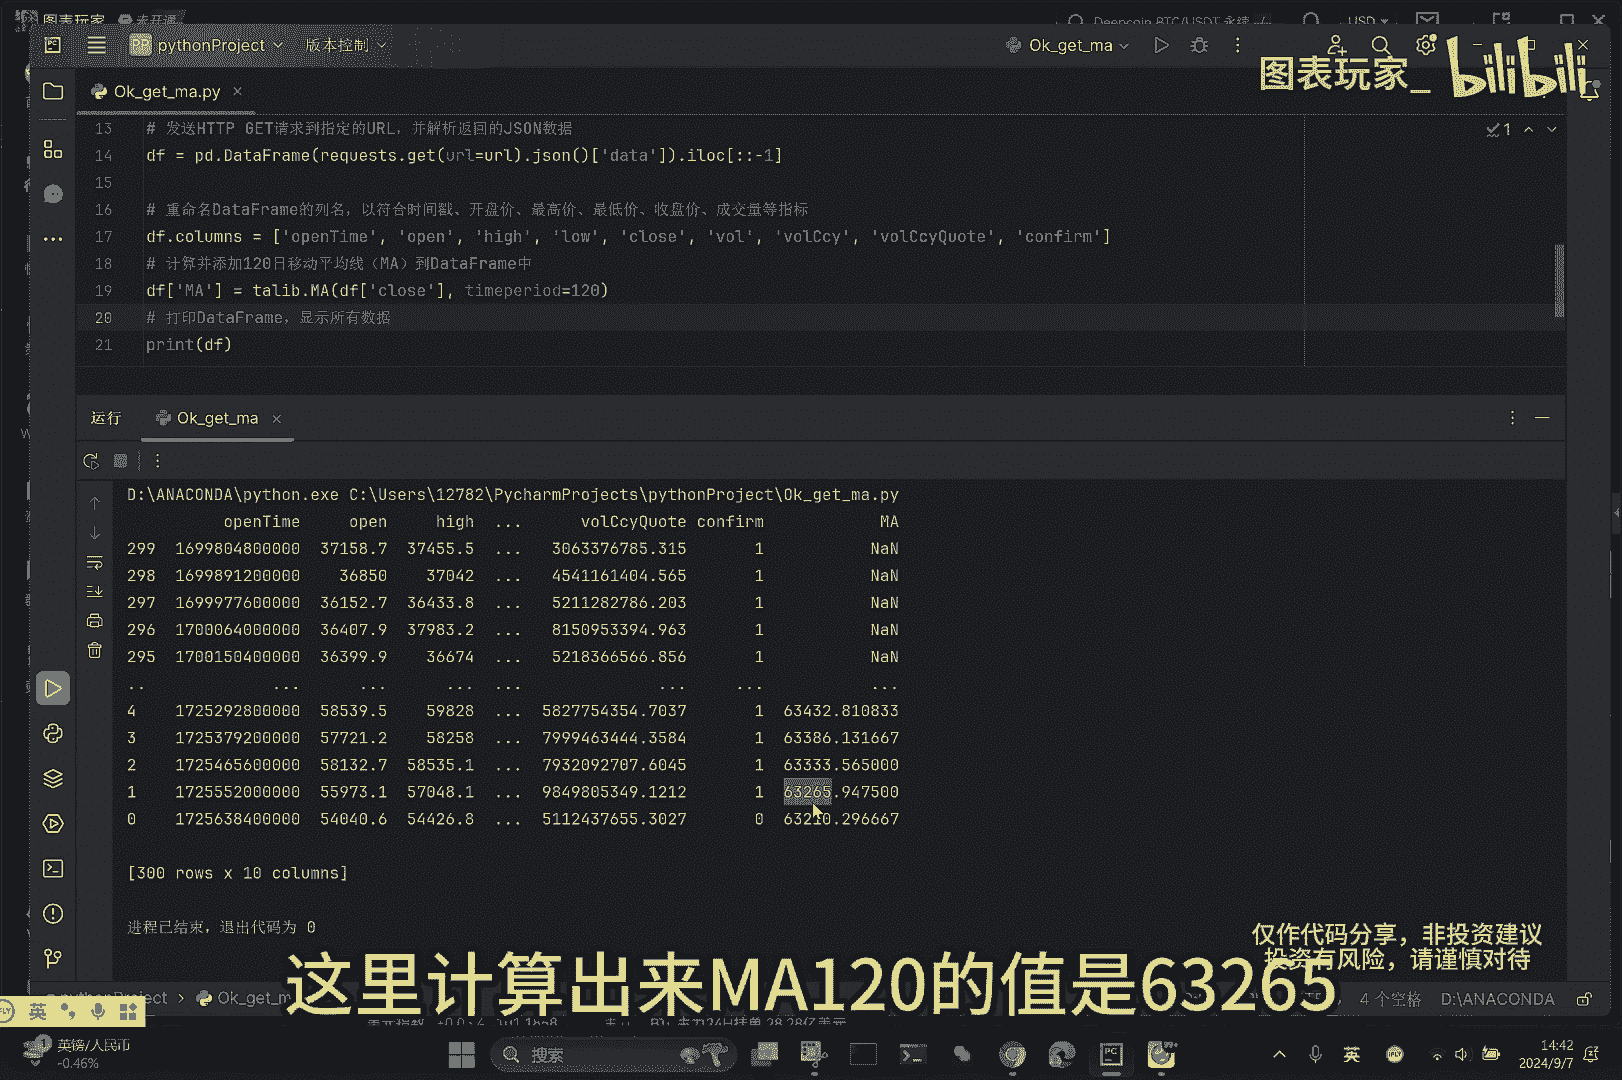 图表玩家
Deepcoin BTC/USDT 永续
USD
pythonProject
版本控制
Ok_get_ma
图表玩家_ bilibili
Ok_get_ma.py
1
13 # 发送HTTP GET请求到指定的URL，并解析返回的JSON数据
14 df = pd.DataFrame(requests.get(url=url).json()['data']).iloc[::-1]
15
16 # 重命名DataFrame的列名，以符合时间戳、开盘价、最高价、最低价、收盘价、成交量等指标
17 df.columns = ['openTime', 'open', 'high', 'low', 'close', 'vol', 'volCcy', 'volCcyQuote', 'confirm']
18 # 计算并添加120日移动平均线（MA）到DataFrame中
19 df['MA'] = talib.MA(df['close'], timeperiod=120)
20 # 打印DataFrame，显示所有数据
21 print(df)
运行 Ok_get_ma
D:\ANACONDA\python.exe C:\Users\12782\PycharmProjects\pythonProject\Ok_get_ma.py
openTime open high ... volCcyQuote confirm MA
299 1699804800000 37158.7 37455.5 ... 3063376785.315 1 NaN
298 1699891200000 36850 37042 ... 4541161404.565 1 NaN
297 1699977600000 36152.7 36433.8 ... 5211282786.203 1 NaN
296 1700064000000 36407.9 37983.2 ... 8150953394.963 1 NaN
295 1700150400000 36399.9 36674 ... 5218366566.856 1 NaN
.. ... ... ... ... ... ... ...
4 1725292800000 58539.5 59828 ... 5827754354.7037 1 63432.810833
3 1725379200000 57721.2 58258 ... 7999463444.3584 1 63386.131667
2 1725465600000 58132.7 58535.1 ... 7932092707.6045 1 63333.565000
1 1725552000000 55973.1 57048.1 ... 9849805349.1212 1 63265.947500
0 1725638400000 54040.6 54426.8 ... 5112437655.3027 0 63210.296667
[300 rows x 10 columns]
进程已结束，退出代码为 0
仅作代码分享，非投资建议
投资有风险，请谨慎对待
这里计算出来MA120的值是63265
Ok_get_m
4 个空格 D:\ANACONDA
英
英镑/人民币
-0.46%
搜索
英
14:42
2024/9/7